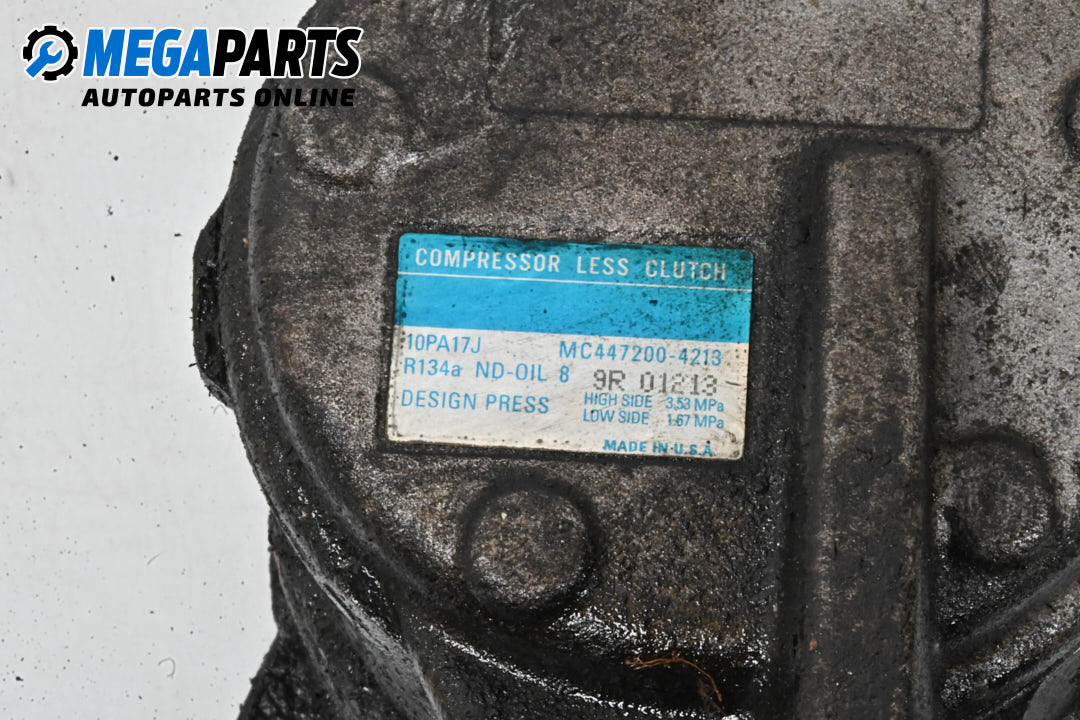 MEGAPARTS
AUTOPARTS ONLINE
COMPRESSOR LESS CLUTCH
10PA17J MC447200-4213
R134a ND-OIL 8 9R 01213
DESIGN PRESS HIGH SIDE 3.53 MPa
LOW SIDE 1.67 MPa
MADE IN U.S.A.